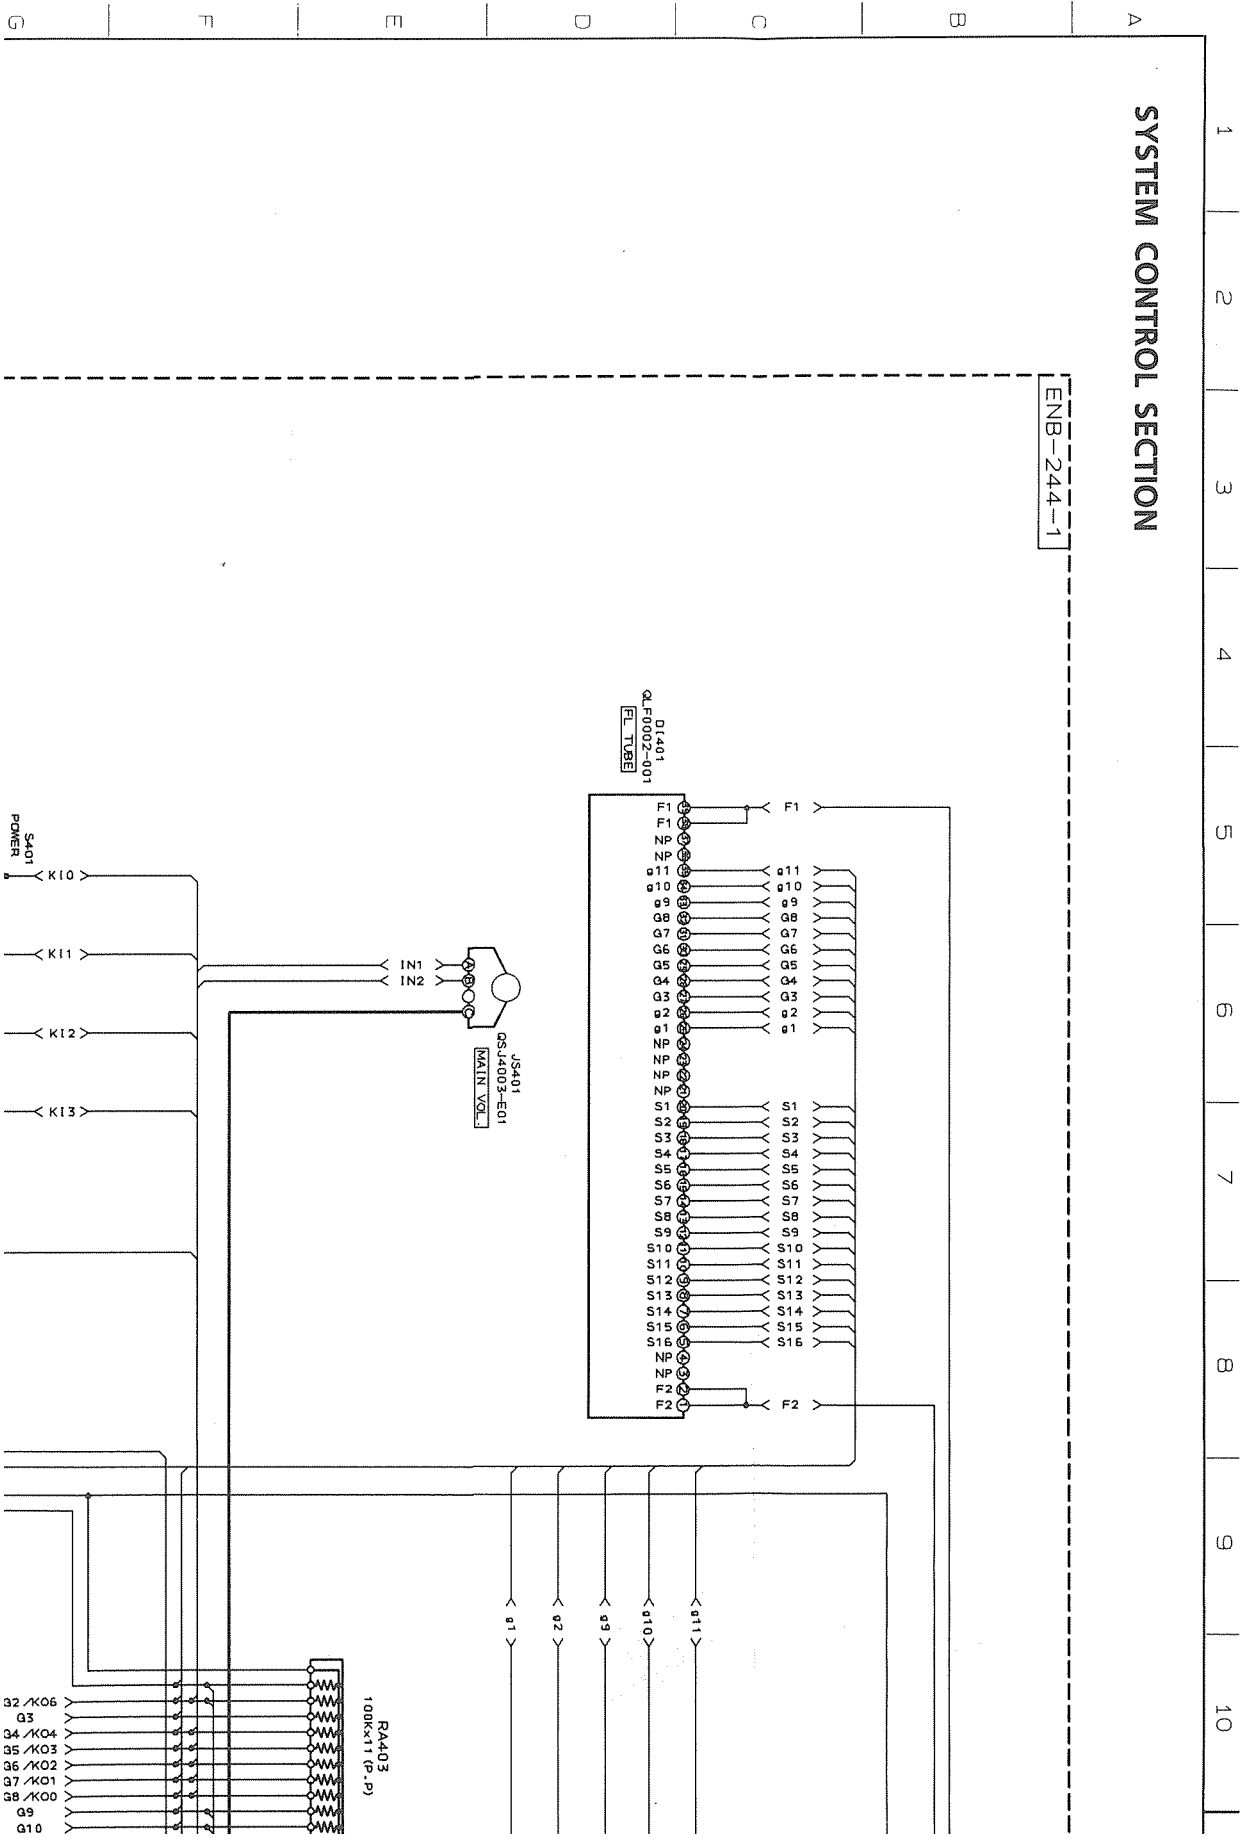 SYSTEM CONTROL SECTION
A
B
C
D
E
F
G
1
2
3
4
5
6
7
8
9
10
ENB-244-1
DI401
QLF0002-001
FL TUBE
F1 F1
F1
NP
NP
g11 g11
g10 g10
g9 g9
G8 G8
G7 G7
G6 G6
G5 G5
G4 G4
G3 G3
g2 g2
g1 g1
NP
NP
NP
NP
S1 S1
S2 S2
S3 S3
S4 S4
S5 S5
S6 S6
S7 S7
S8 S8
S9 S9
S10 S10
S11 S11
S12 S12
S13 S13
S14 S14
S15 S15
S16 S16
NP
NP
F2
F2 1 F2
JS401
QSJ4003-E01
MAIN VOL.
A
B
C
IN1
IN2
S401
POWER
KI0
KI1
KI2
KI3
g1
g2
g9
g10
g11
RA403
100Kx11 (P.P)
G2/KO6
G3
G4/KO4
G5/KO3
G6/KO2
G7/KO1
G8/KO0
G9
G10